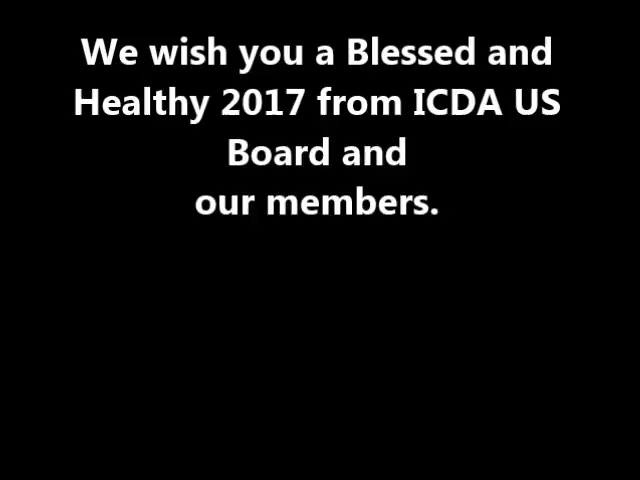 We wish you a Blessed and
Healthy 2017 from ICDA US
Board and
our members.